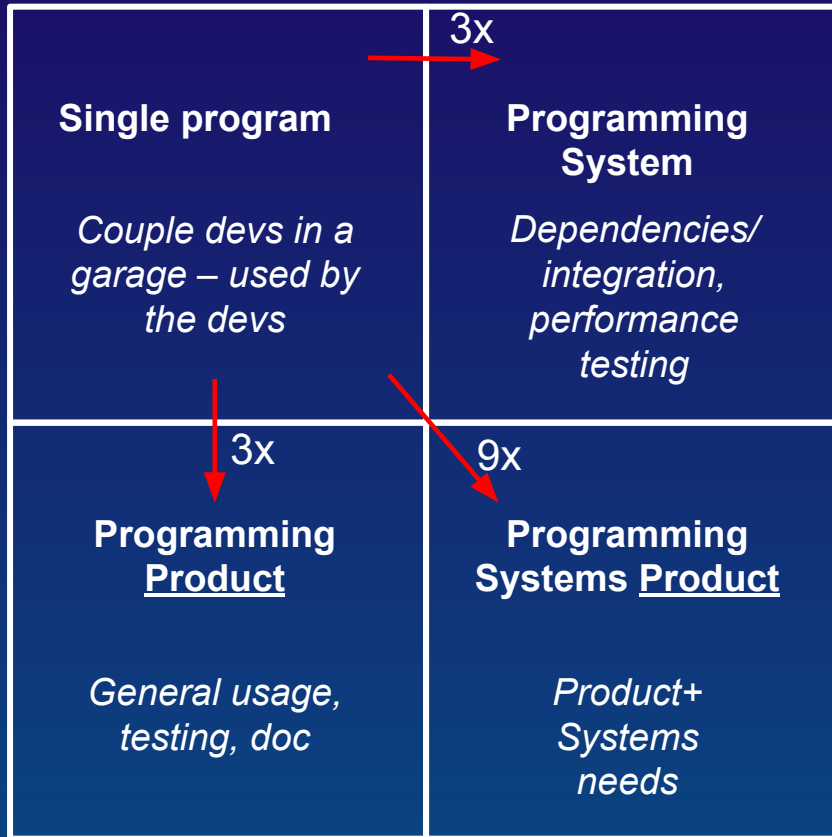 3x
Single program
Couple devs in a
garage – used by
the devs
Programming
System
Dependencies/
integration,
performance
testing
3x
Programming
Product
General usage,
testing, doc
9x
Programming
Systems Product
Product+
Systems
needs